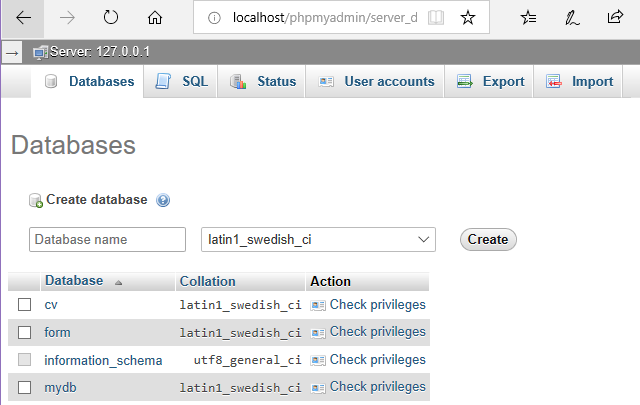 localhost/phpmyadmin/server_d
Server: 127.0.0.1
Databases SQL Status User accounts Export Import
Databases
Create database
Database name latin1_swedish_ci Create
Database Collation Action
cv latin1_swedish_ci Check privileges
form latin1_swedish_ci Check privileges
information_schema utf8_general_ci Check privileges
mydb latin1_swedish_ci Check privileges